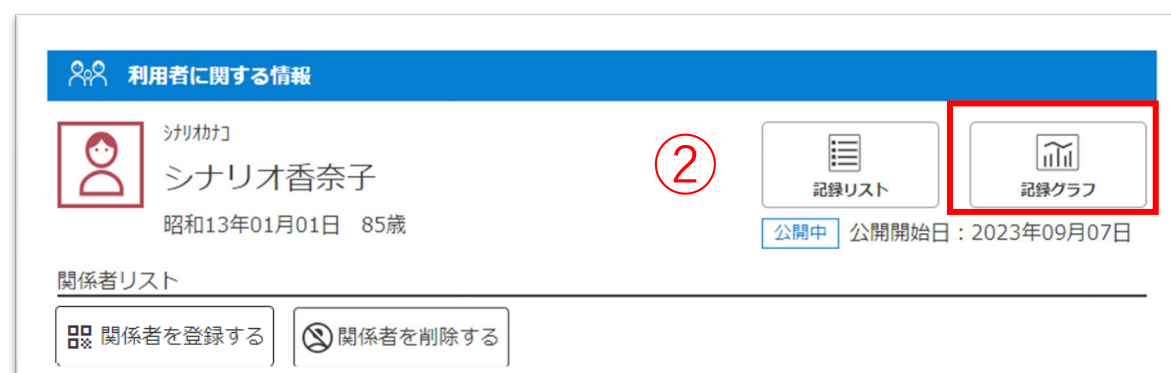 利用者に関する情報
ｼﾅﾘｵｶﾅｺ
シナリオ香奈子
昭和13年01月01日 85歳
②
記録リスト
記録グラフ
公開中 公開開始日：2023年09月07日
関係者リスト
関係者を登録する
関係者を削除する